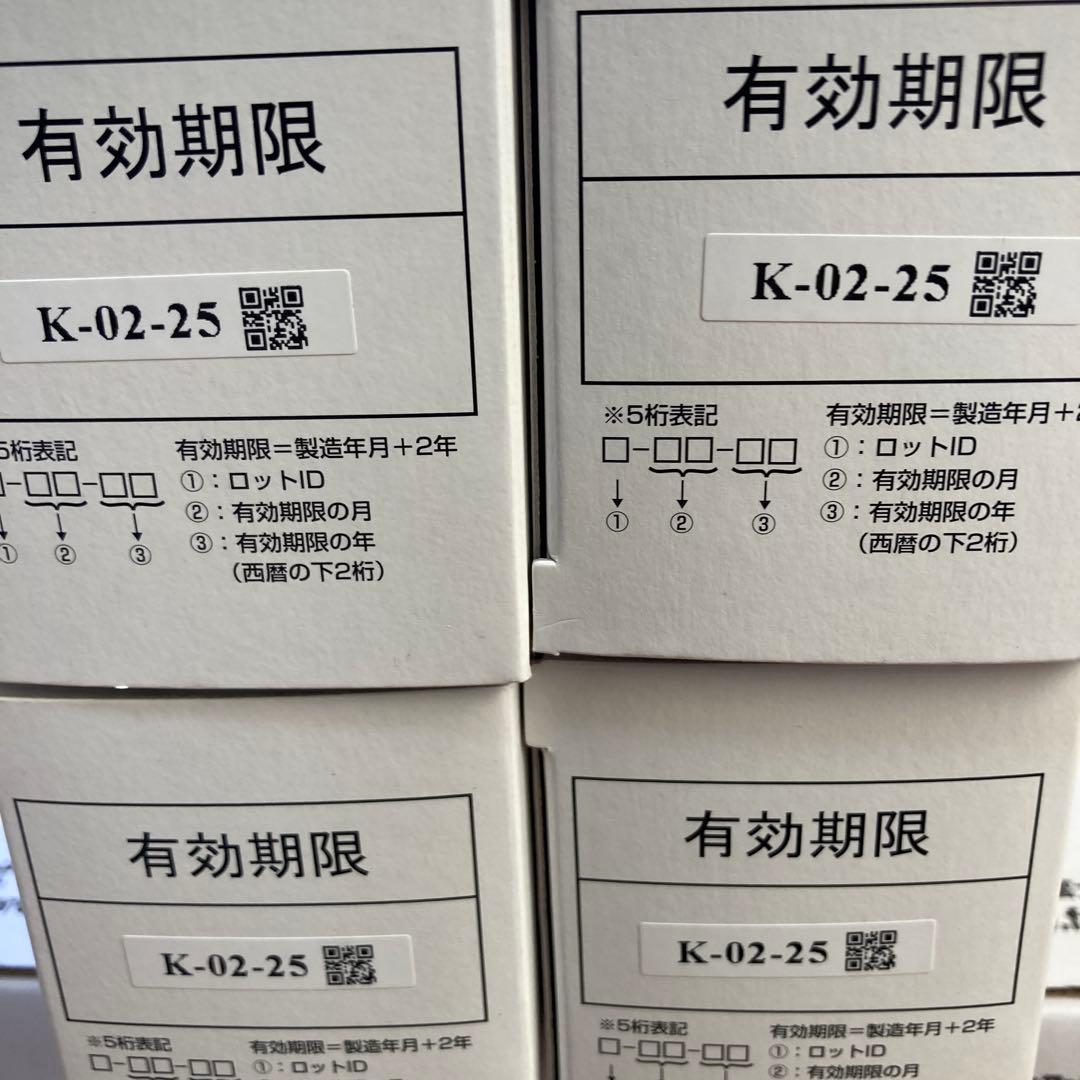 有効期限
K-02-25
5桁表記
有効期限＝製造年月＋2年
□-□□-□□
①：ロットID
②：有効期限の月
① ② ③
③：有効期限の年
（西暦の下2桁）
有効期限
K-02-25
※5桁表記
有効期限＝製造年月＋2
□-□□-□□
①：ロットID
②：有効期限の月
① ② ③
③：有効期限の年
（西暦の下2桁）
有効期限
K-02-25
※5桁表記
有効期限＝製造年月＋2年
□-□□-□□
①：ロットID
有効期限
K-02-25
※5桁表記
有効期限＝製造年月＋2年
□-□□-□□
①：ロットID
②：有効期限の月